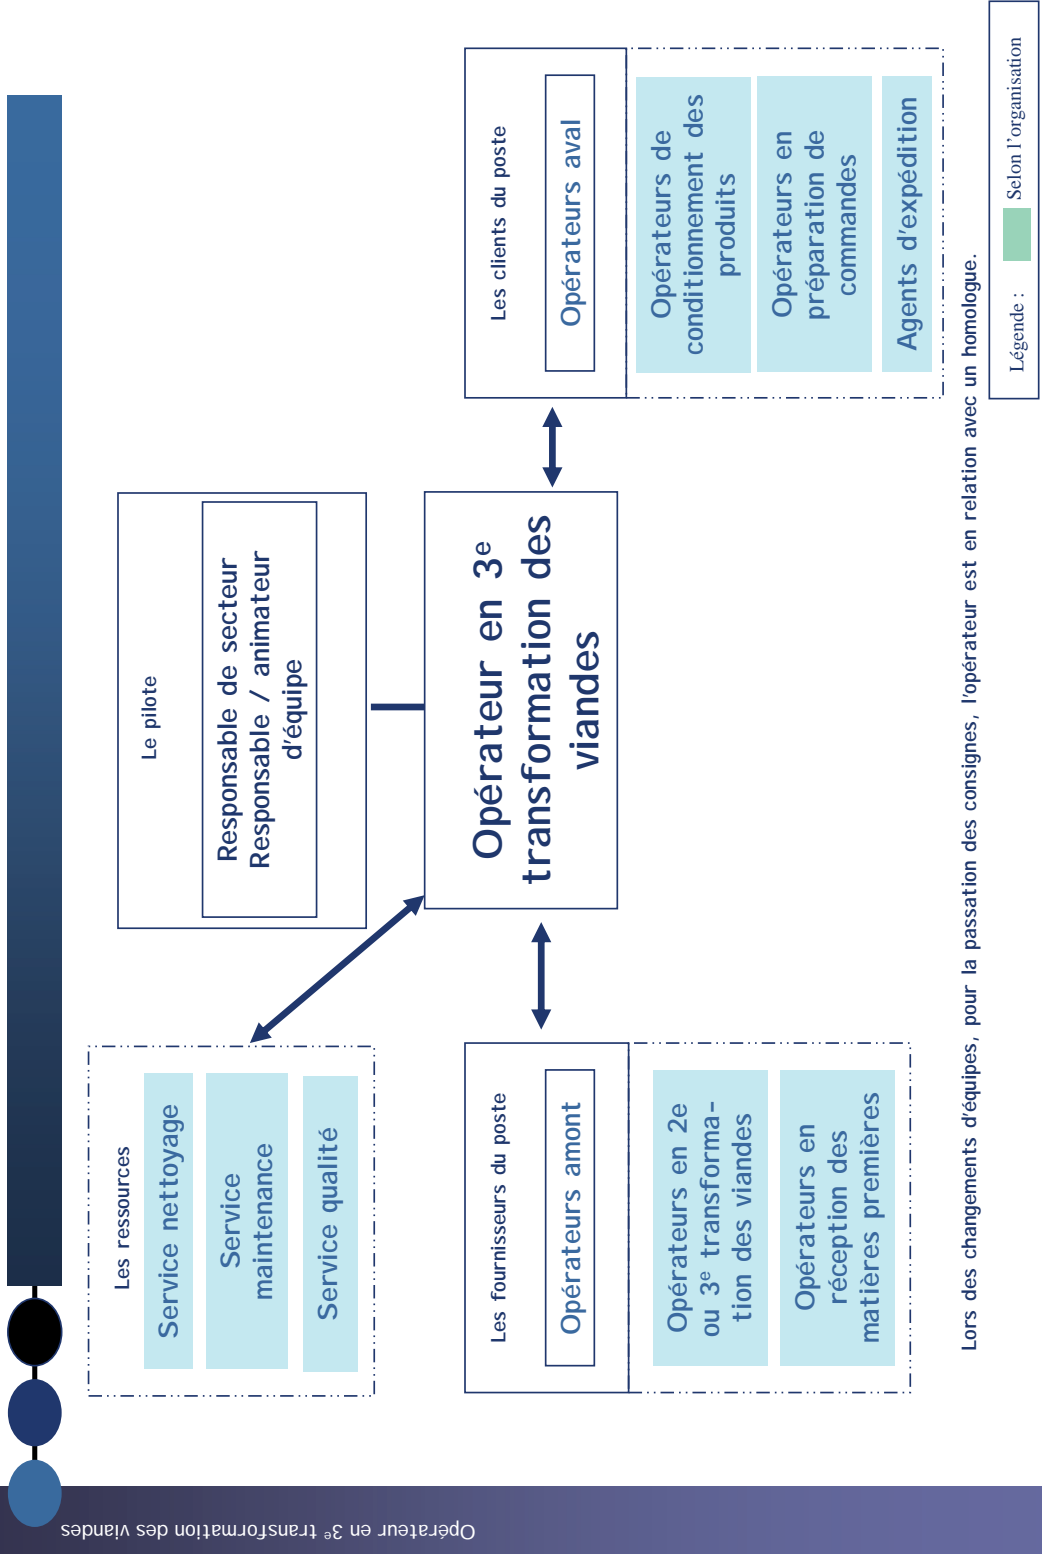 Opérateur en 3e transformation des viandes
Les ressources
Service nettoyage
Service
maintenance
Service qualité
Le pilote
Responsable de secteur
Responsable / animateur
d'équipe
Les fournisseurs du poste
Opérateurs amont
Opérateurs en 2e
ou 3e transforma-
tion des viandes
Opérateurs en
réception des
matières premières
Opérateur en 3e
transformation des
viandes
Les clients du poste
Opérateurs aval
Opérateurs de
conditionnement des
produits
Opérateurs en
préparation de
commandes
Agents d'expédition
Lors des changements d'équipes, pour la passation des consignes, l'opérateur est en relation avec un homologue.
Légende : Selon l'organisation